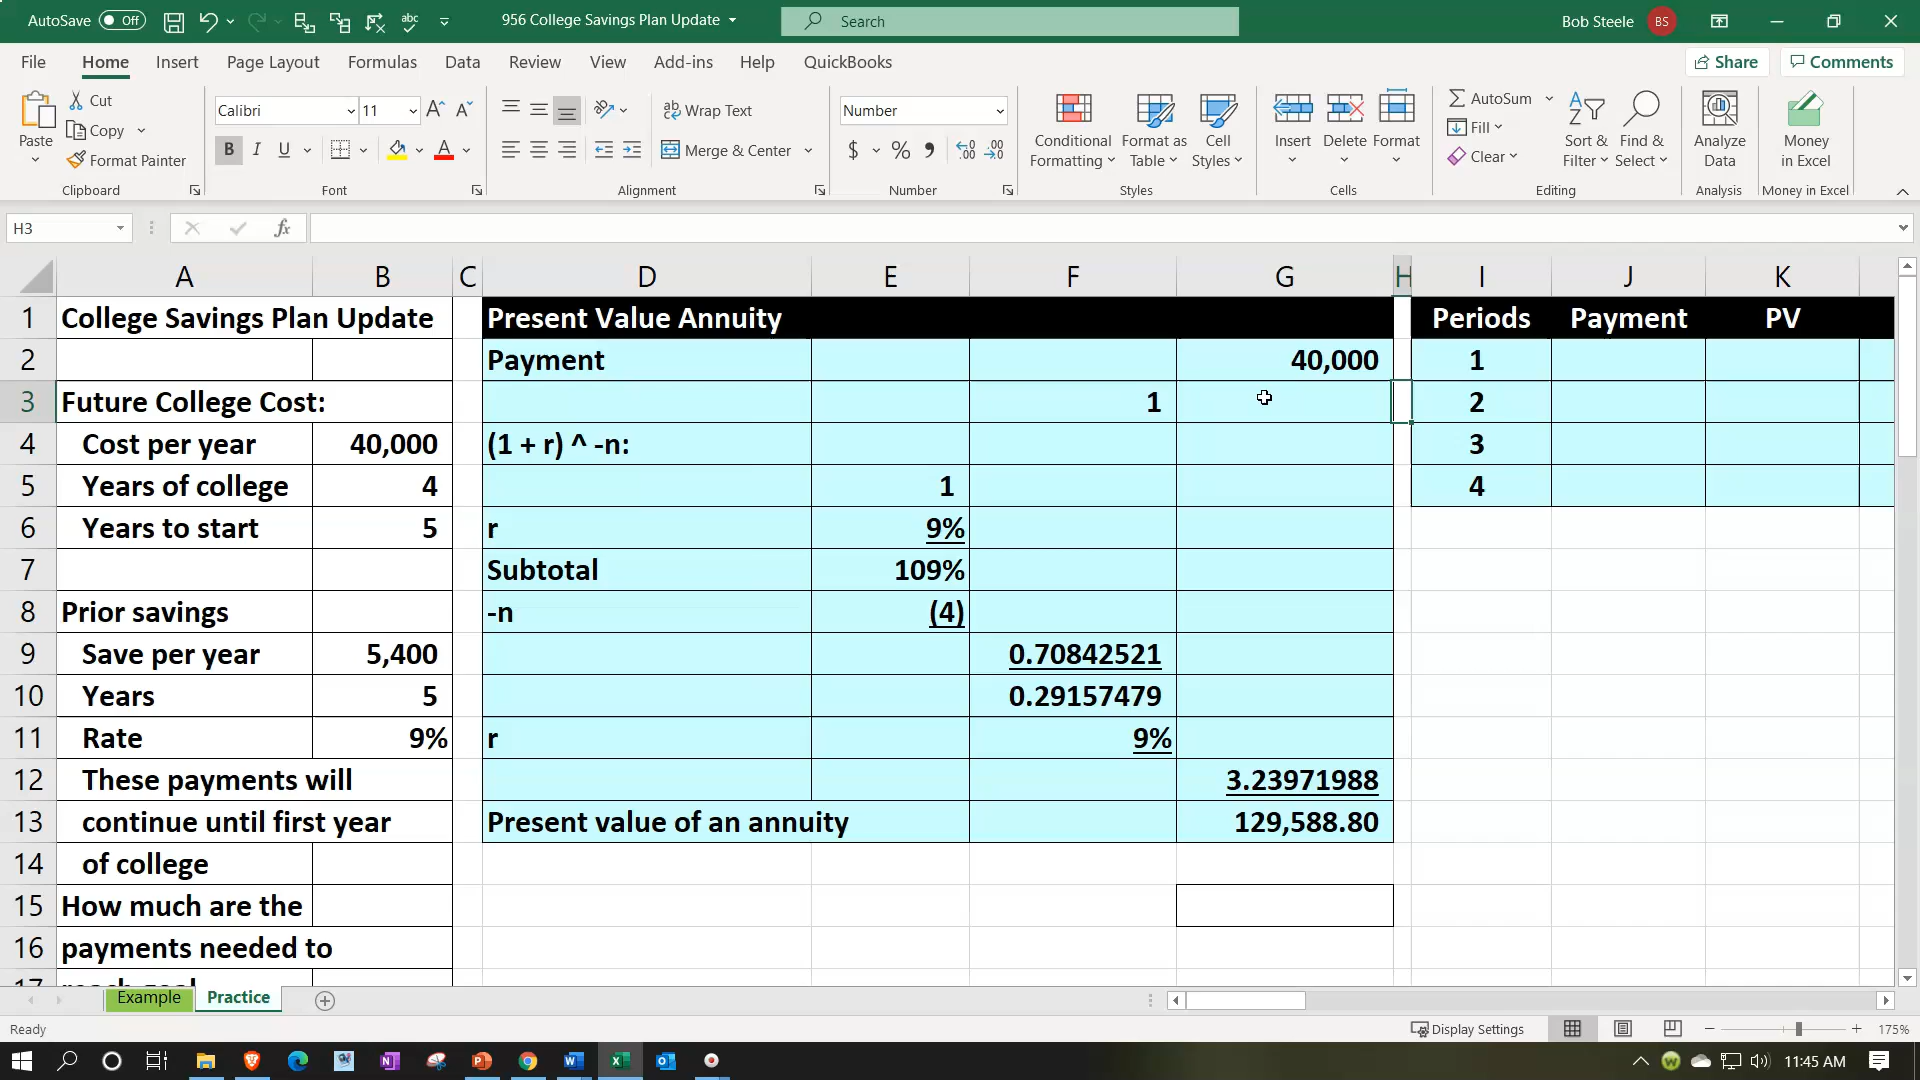 AutoSave Off abc 956 College Savings Plan Update Search Bob Steele BS
File Home Insert Page Layout Formulas Data Review View Add-ins Help QuickBooks Share Comments
Paste Cut Copy Format Painter Clipboard
Calibri 11 A A B I U A Font
ab Wrap Text Merge & Center Alignment
Number $ % 9 Number
Conditional Formatting Format as Table Cell Styles Styles
Insert Delete Format Cells
AutoSum Fill Clear Sort & Filter Find & Select Editing
Analyze Data Analysis
Money in Excel Money in Excel
H3 fx
A B C D E F G H I J K
1 College Savings Plan Update Present Value Annuity Periods Payment PV
2 Payment 40,000 1
3 Future College Cost: 1 2
4 Cost per year 40,000 (1 + r) ^ -n: 3
5 Years of college 4 1 4
6 Years to start 5 r 9%
7 Subtotal 109%
8 Prior savings -n (4)
9 Save per year 5,400 0.70842521
10 Years 5 0.29157479
11 Rate 9% r 9%
12 These payments will 3.23971988
13 continue until first year Present value of an annuity 129,588.80
14 of college
15 How much are the
16 payments needed to
Example Practice
Ready Display Settings 175%
11:45 AM